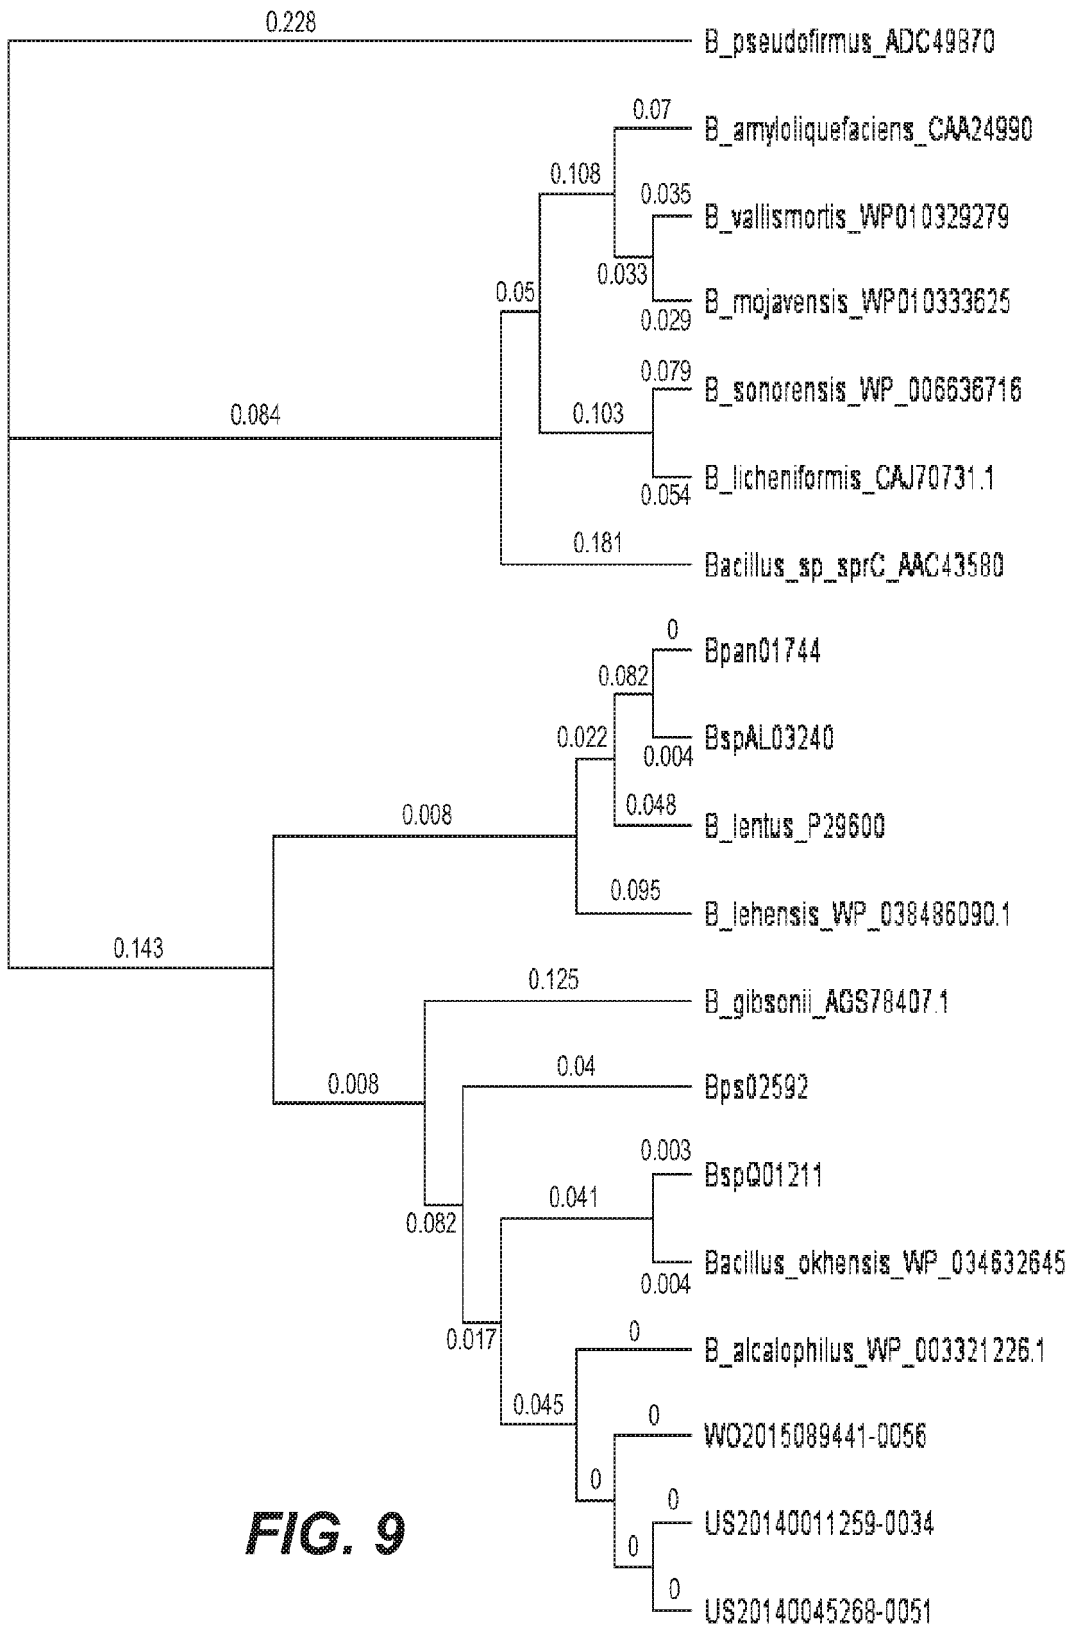 0.228
B_pseudofirmus_ADC49870
0.07
B_amyloliquefaciens_CAA24990
0.108
0.035
B_vallismortis_WP010329279
0.033
0.05
B_mojavensis_WP010333625
0.029
0.079
B_sonorensis_WP_006636716
0.084
0.103
B_licheniformis_CAJ70731.1
0.054
0.181
Bacillus_sp_sprC_AAC43580
0
Bpan01744
0.082
0.022
BspAL03240
0.004
0.048
B_lentus_P29600
0.008
0.095
B_lehensis_WP_038486090.1
0.143
0.125
B_gibsonii_AGS78407.1
0.04
0.008
Bps02592
0.003
BspQ01211
0.041
0.082
Bacillus_okhensis_WP_034632645
0.004
0.017
0
B_alcalophilus_WP_003321226.1
0.045
0
WO2015089441-0056
0
0
US20140011259-0034
0
0
US20140045268-0051
FIG. 9